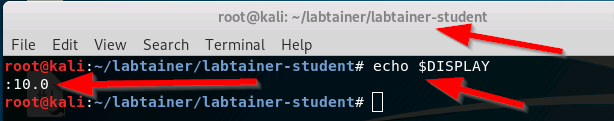 root@kali: ~/labtainer/labtainer-student
File Edit View Search Terminal Help
root@kali:~/labtainer/labtainer-student# echo $DISPLAY
:10.0
root@kali:~/labtainer/labtainer-student#